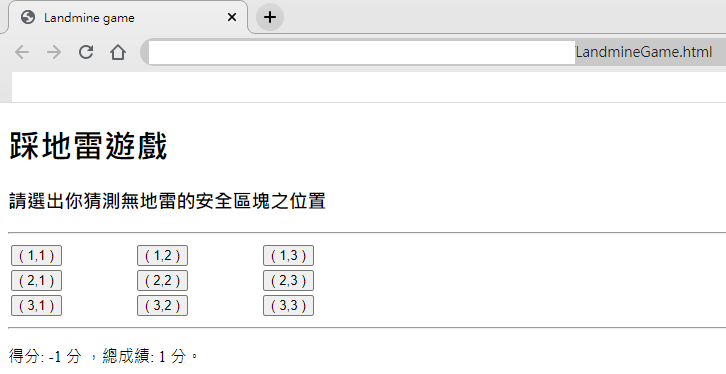 Landmine game
LandmineGame.html
踩地雷遊戲
請選出你猜測無地雷的安全區塊之位置
( 1,1 ) ( 1,2 ) ( 1,3 )
( 2,1 ) ( 2,2 ) ( 2,3 )
( 3,1 ) ( 3,2 ) ( 3,3 )
得分: -1 分 ，總成績: 1 分。